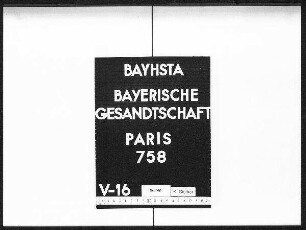 BAYHSTA
BAYERISCHE
GESANDTSCHAFT
PARIS
758
V-16